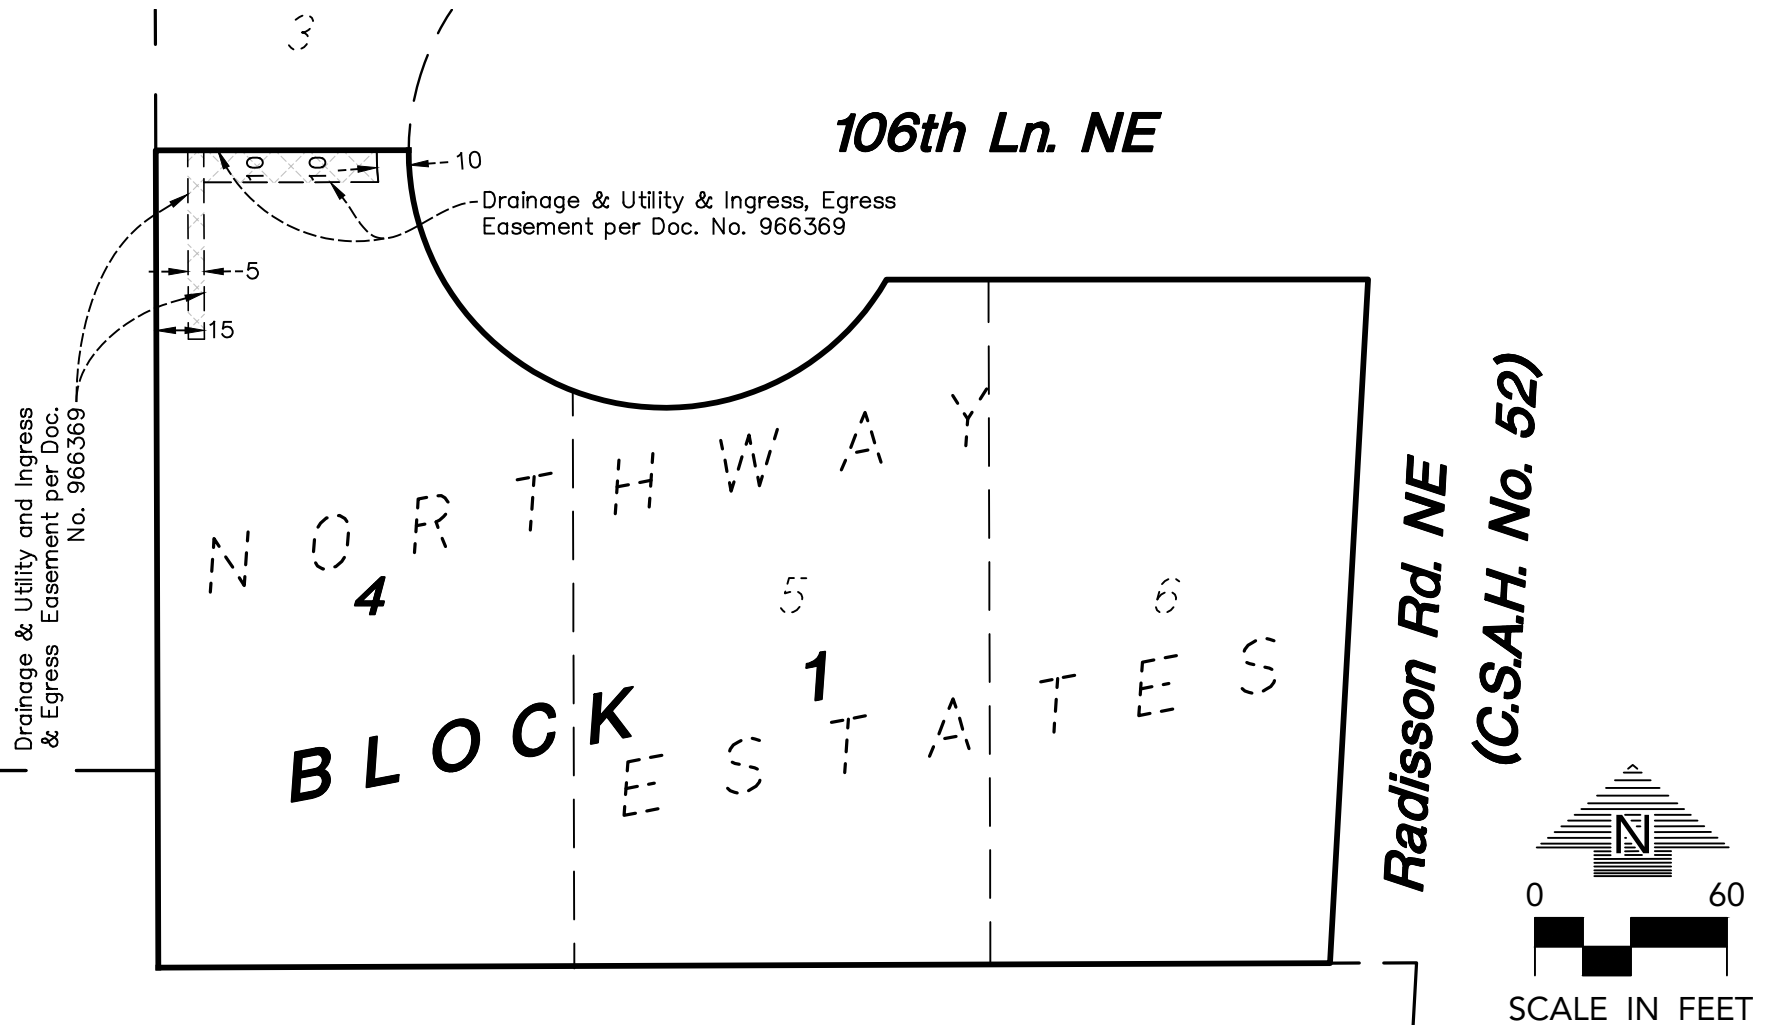 3
106th Ln. NE
10
10
10
Drainage & Utility & Ingress, Egress
Easement per Doc. No. 966369
5
15
Drainage & Utility and Ingress
& Egress Easement per Doc.
No. 966369
NORTHWAY
4
5
6
1
BLOCK
ESTATES
Radisson Rd. NE
(C.S.A.H. No. 52)
N
0 60
SCALE IN FEET